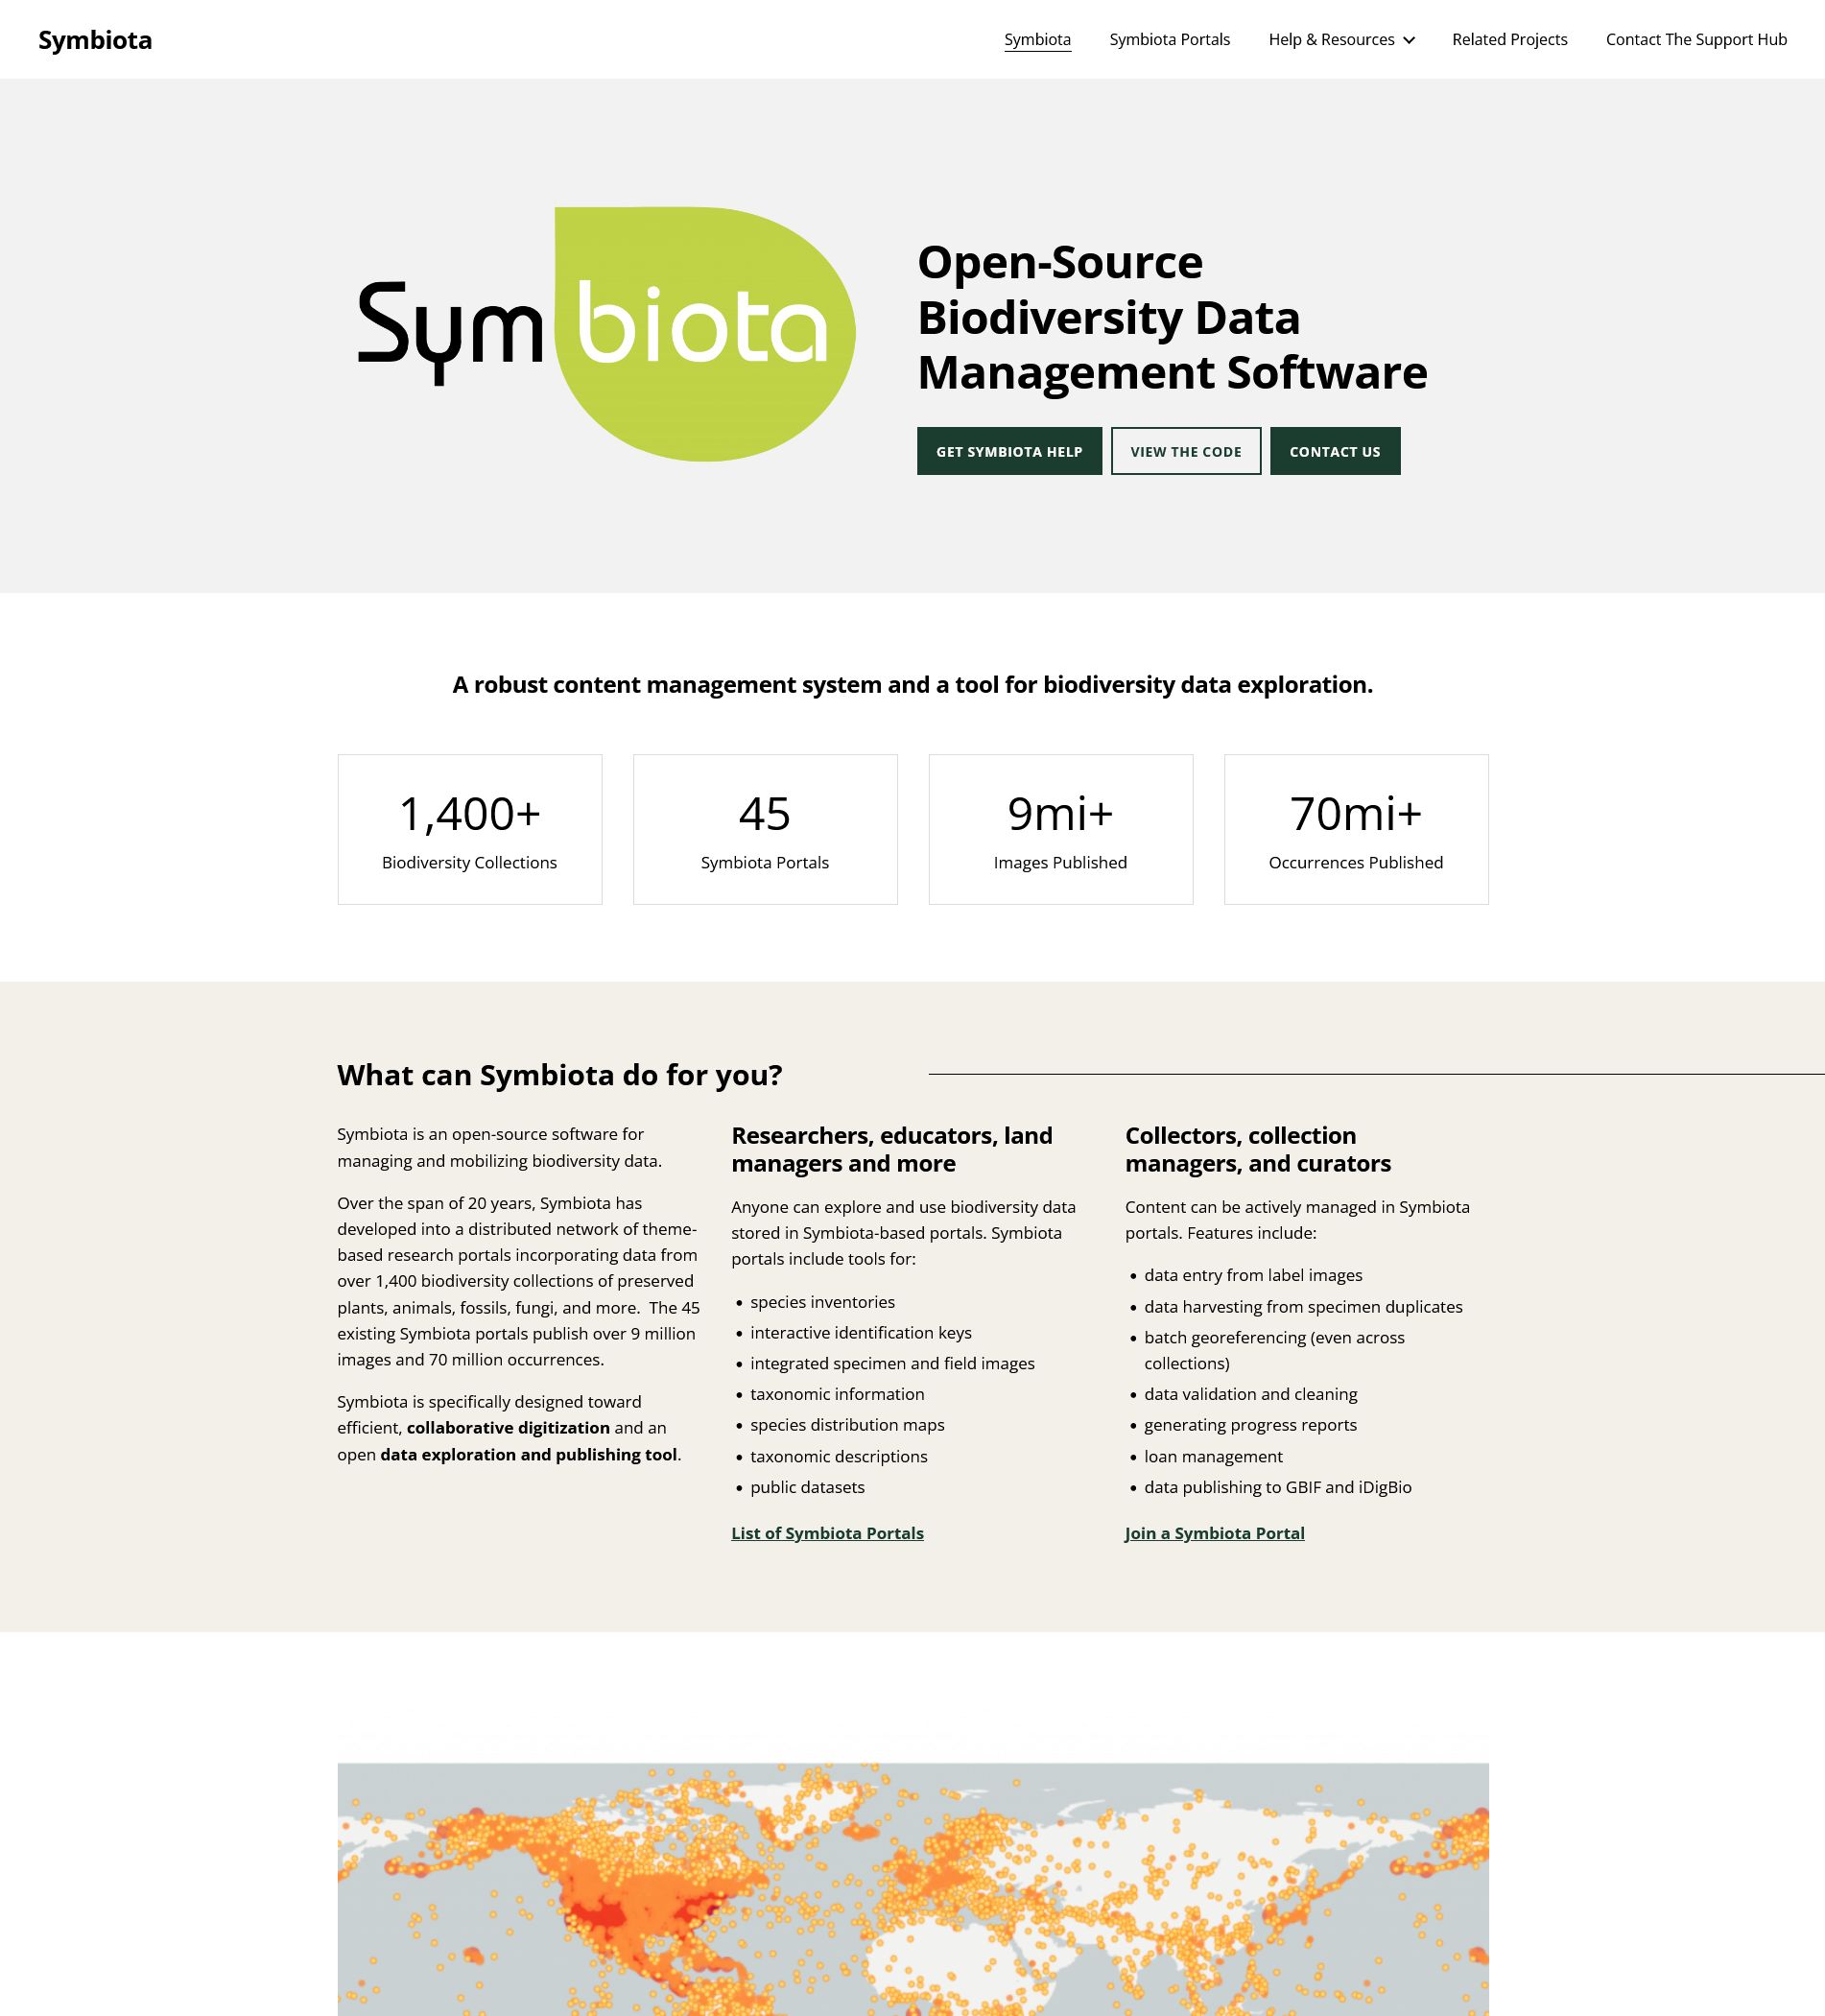 Symbiota
Symbiota
Symbiota Portals
Help & Resources
Related Projects
Contact The Support Hub
Symbiota
Open-Source
Biodiversity Data
Management Software
GET SYMBIOTA HELP
VIEW THE CODE
CONTACT US
A robust content management system and a tool for biodiversity data exploration.
1,400+
Biodiversity Collections
45
Symbiota Portals
9mi+
Images Published
70mi+
Occurrences Published
What can Symbiota do for you?
Symbiota is an open-source software for
managing and mobilizing biodiversity data.
Over the span of 20 years, Symbiota has
developed into a distributed network of theme-
based research portals incorporating data from
over 1,400 biodiversity collections of preserved
plants, animals, fossils, fungi, and more.  The 45
existing Symbiota portals publish over 9 million
images and 70 million occurrences.
Symbiota is specifically designed toward
efficient, collaborative digitization and an
open data exploration and publishing tool.
Researchers, educators, land
managers and more
Anyone can explore and use biodiversity data
stored in Symbiota-based portals. Symbiota
portals include tools for:
• species inventories
• interactive identification keys
• integrated specimen and field images
• taxonomic information
• species distribution maps
• taxonomic descriptions
• public datasets
List of Symbiota Portals
Collectors, collection
managers, and curators
Content can be actively managed in Symbiota
portals. Features include:
• data entry from label images
• data harvesting from specimen duplicates
• batch georeferencing (even across
collections)
• data validation and cleaning
• generating progress reports
• loan management
• data publishing to GBIF and iDigBio
Join a Symbiota Portal